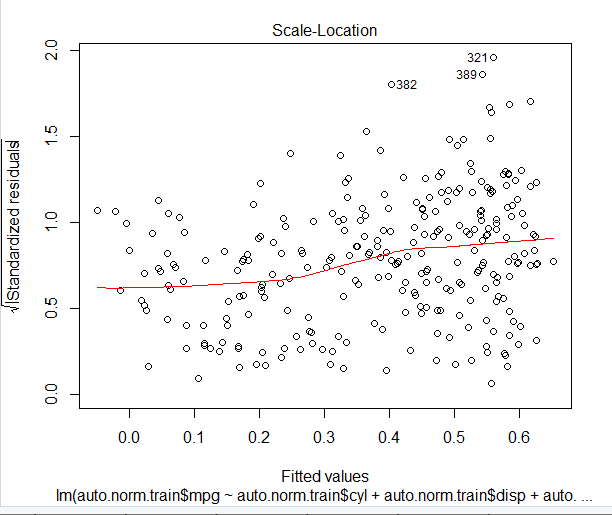 Scale-Location
√|Standardized residuals|
2.0
1.5
1.0
0.5
0.0
321
389
382
0.0 0.1 0.2 0.3 0.4 0.5 0.6
Fitted values
lm(auto.norm.train$mpg ~ auto.norm.train$cyl + auto.norm.train$disp + auto. ...